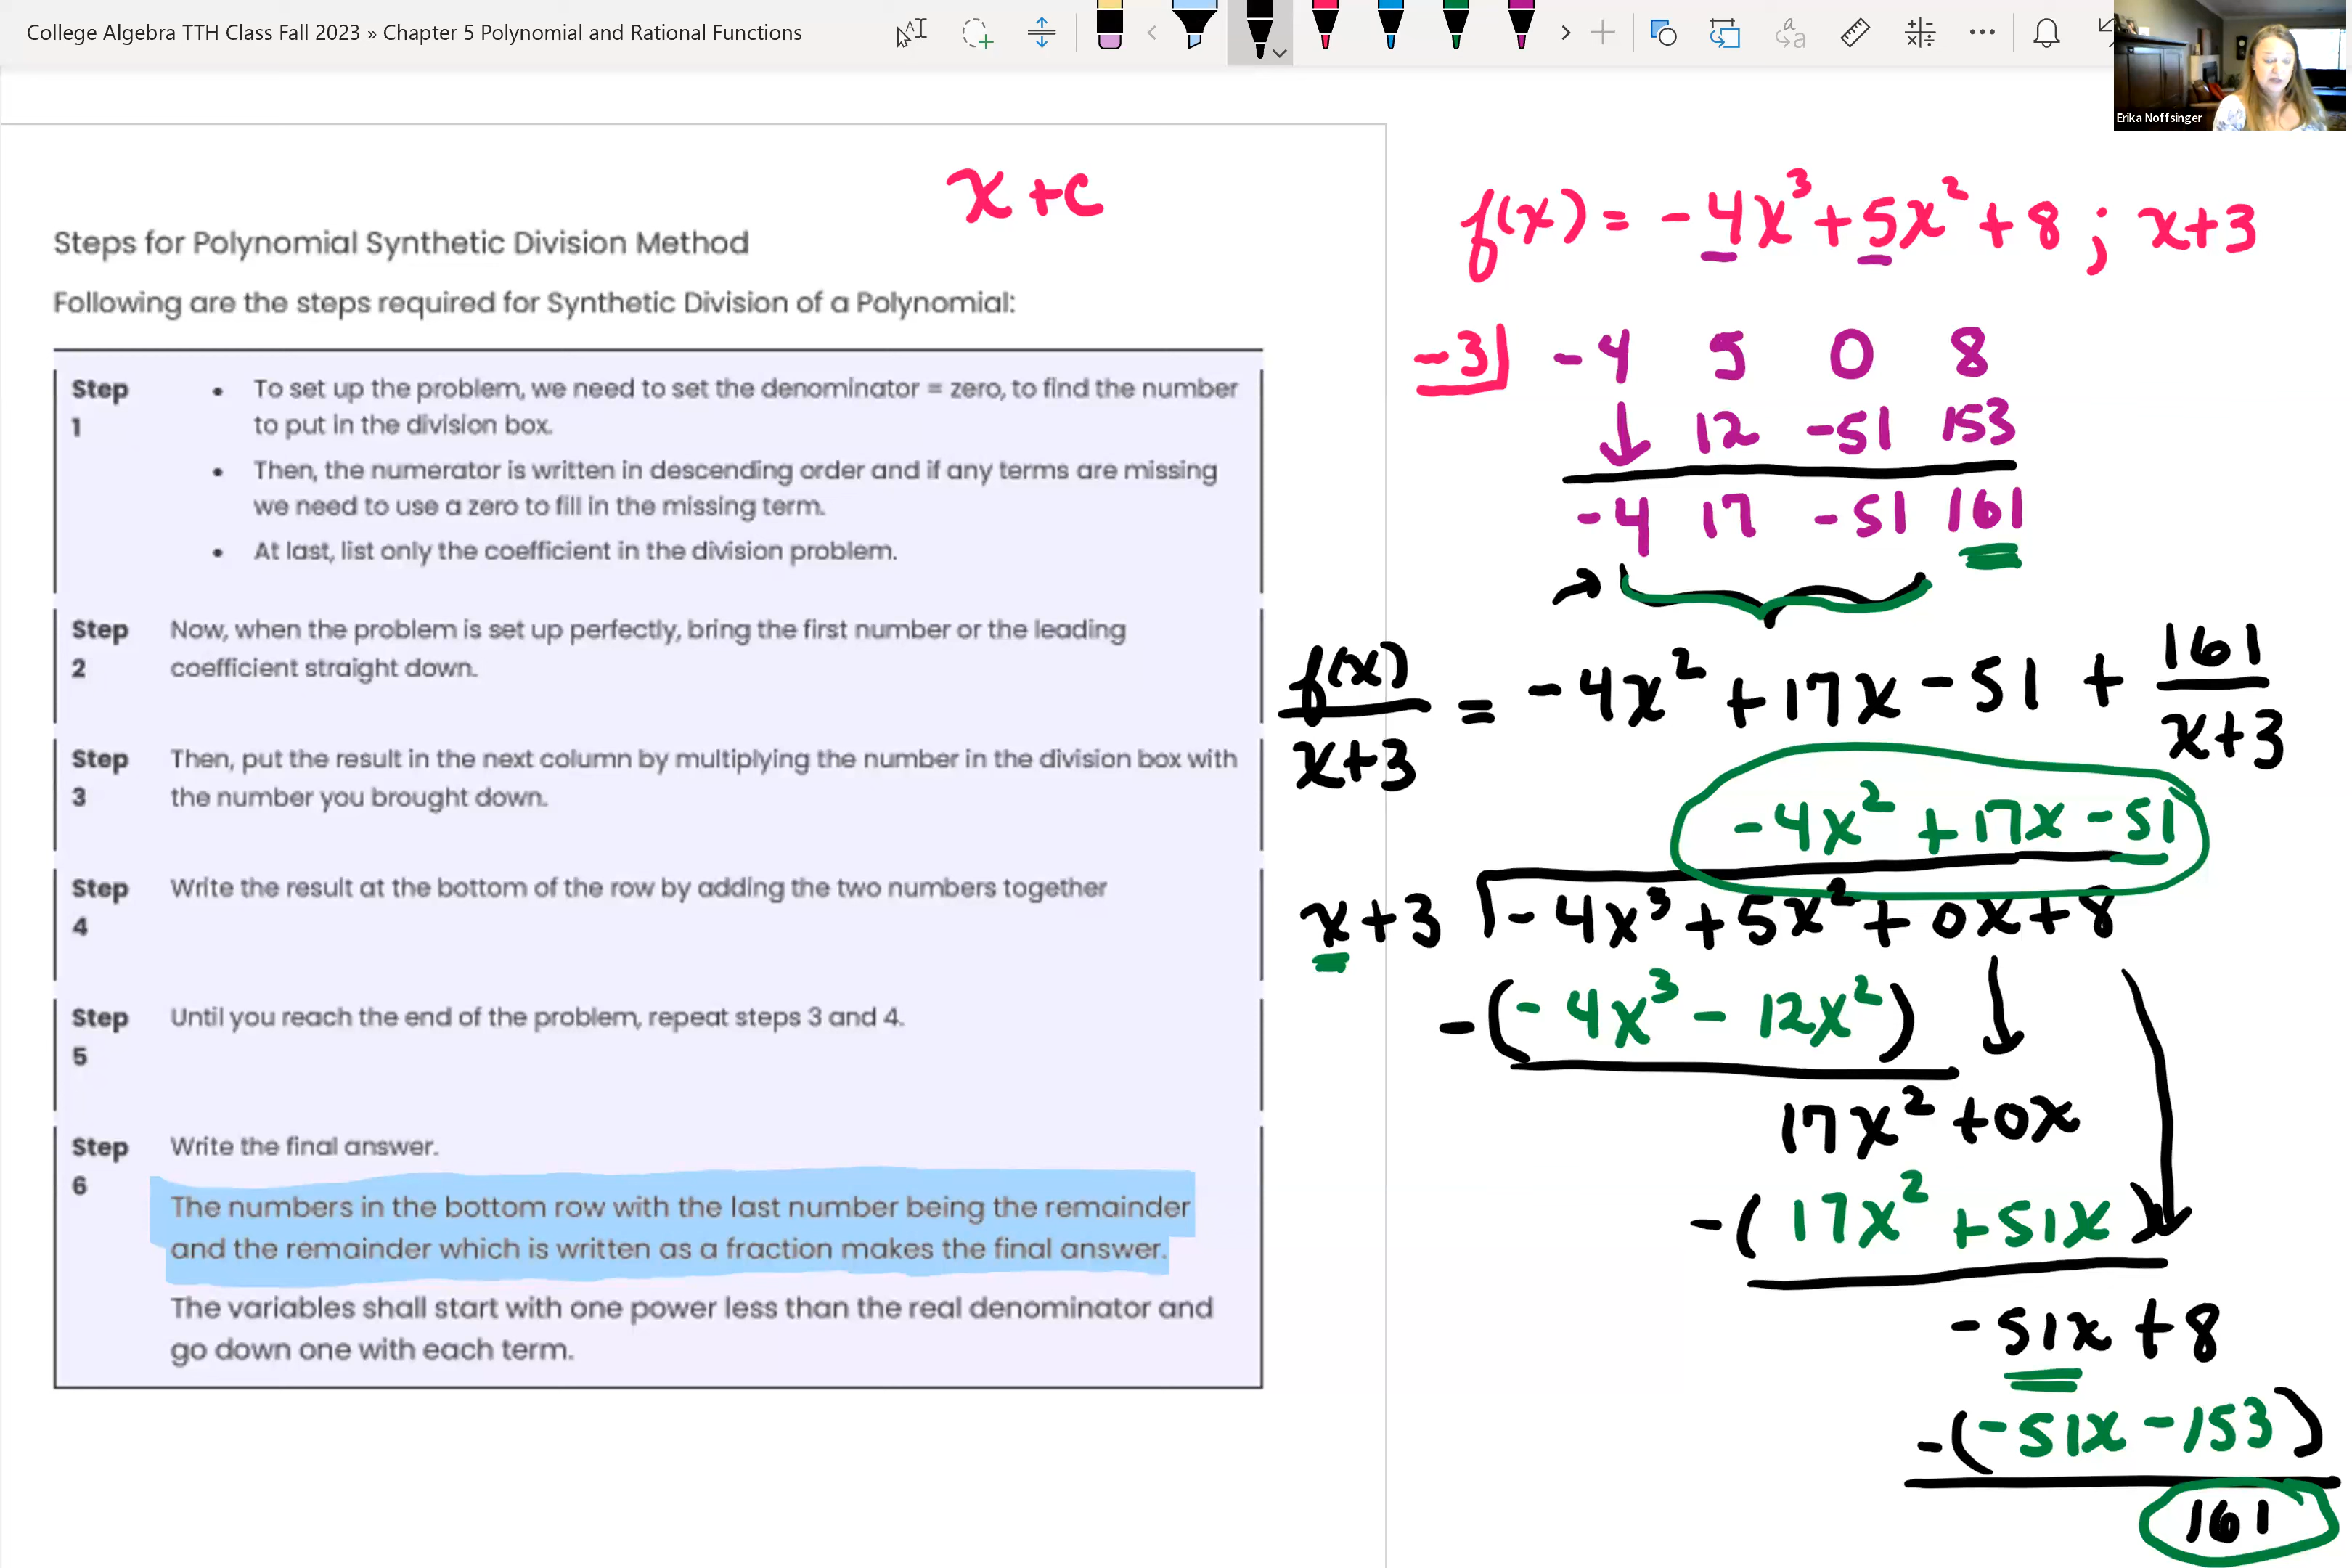 College Algebra TTH Class Fall 2023 » Chapter 5 Polynomial and Rational Functions
Erika Noffsinger
x + c
Steps for Polynomial Synthetic Division Method
Following are the steps required for Synthetic Division of a Polynomial:
Step 1
• To set up the problem, we need to set the denominator = zero, to find the number
to put in the division box.
• Then, the numerator is written in descending order and if any terms are missing
we need to use a zero to fill in the missing term.
• At last, list only the coefficient in the division problem.
Step 2
Now, when the problem is set up perfectly, bring the first number or the leading
coefficient straight down.
Step 3
Then, put the result in the next column by multiplying the number in the division box with
the number you brought down.
Step 4
Write the result at the bottom of the row by adding the two numbers together
Step 5
Until you reach the end of the problem, repeat steps 3 and 4.
Step 6
Write the final answer.
The numbers in the bottom row with the last number being the remainder
and the remainder which is written as a fraction makes the final answer.
The variables shall start with one power less than the real denominator and
go down one with each term.
f(x) = -4x³ + 5x² + 8 ; x+3
-3| -4 5 0 8
↓ 12 -51 153
-4 17 -51 161
→
f(x)/(x+3) = -4x² + 17x - 51 + 161/(x+3)
-4x² + 17x - 51
x+3 -4x³ + 5x² + 0x + 8
-(-4x³ - 12x²) ↓
17x² + 0x
-(17x² + 51x)
-51x + 8
-(-51x - 153)
161